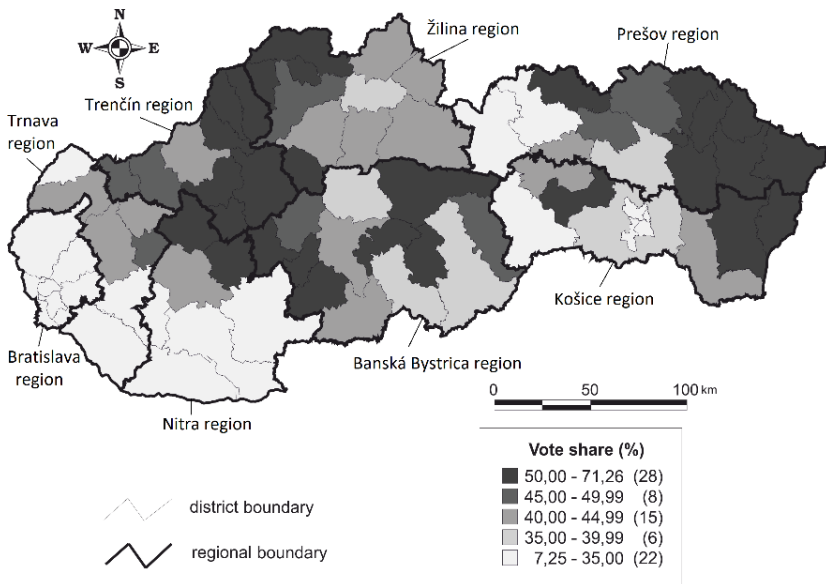 N
W E
S
Žilina region
Prešov region
Trenčín region
Trnava
region
Košice region
Bratislava
region
Banská Bystrica region
Nitra region
0 50 100 km
Vote share (%)
50,00 - 71,26 (28)
45,00 - 49,99 (8)
40,00 - 44,99 (15)
35,00 - 39,99 (6)
7,25 - 35,00 (22)
district boundary
regional boundary